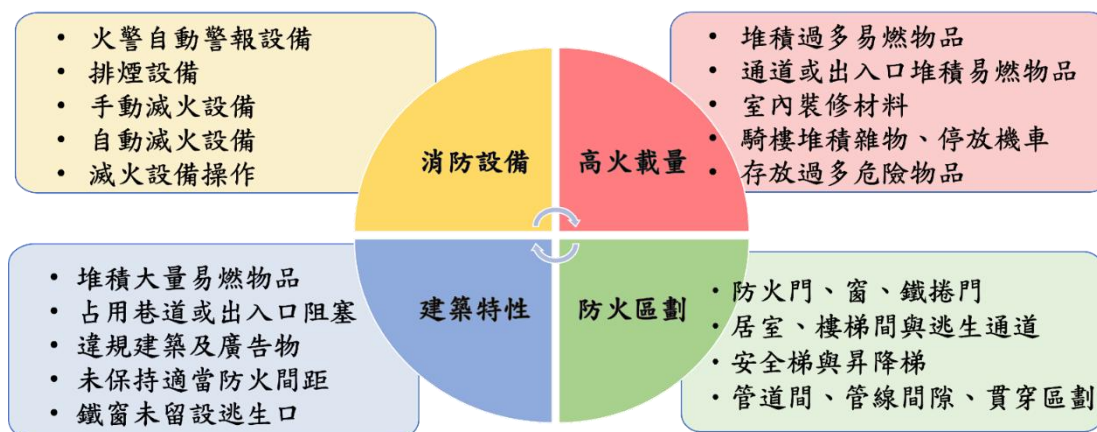 • 火警自動警報設備
• 排煙設備
• 手動滅火設備
• 自動滅火設備
• 滅火設備操作
消防設備
• 堆積過多易燃物品
• 通道或出入口堆積易燃物品
• 室內裝修材料
• 騎樓堆積雜物、停放機車
• 存放過多危險物品
高火載量
• 堆積大量易燃物品
• 占用巷道或出入口阻塞
• 違規建築及廣告物
• 未保持適當防火間距
• 鐵窗未留設逃生口
建築特性
• 防火門、窗、鐵捲門
• 居室、樓梯間與逃生通道
• 安全梯與昇降梯
• 管道間、管線間隙、貫穿區劃
防火區劃